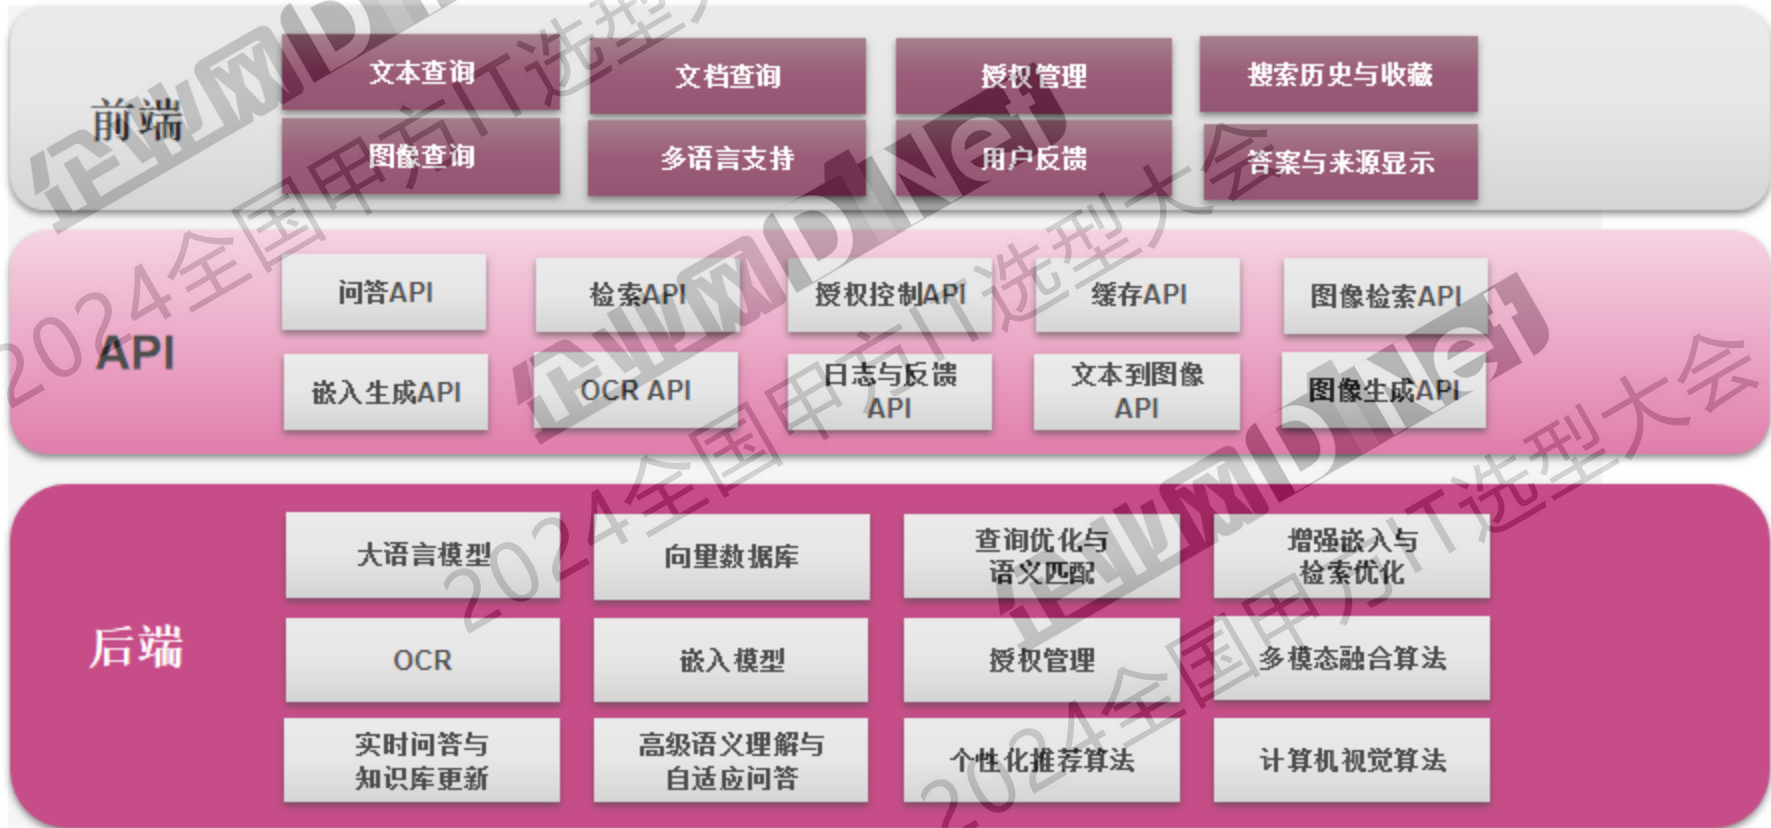 前端
文本查询
文档查询
授权管理
搜索历史与收藏
图像查询
多语言支持
用户反馈
答案与来源显示
API
问答API
检索API
授权控制API
缓存API
图像检索API
嵌入生成API
OCR API
日志与反馈
API
文本到图像
API
图像生成API
后端
大语言模型
向量数据库
查询优化与
语义匹配
增强嵌入与
检索优化
OCR
嵌入模型
授权管理
多模态融合算法
实时问答与
知识库更新
高级语义理解与
自适应问答
个性化推荐算法
计算机视觉算法
企业网D1Net
2024全国甲方IT选型大会
企业网D1Net
2024全国甲方IT选型大会
企业网D1Net
2024全国甲方IT选型大会